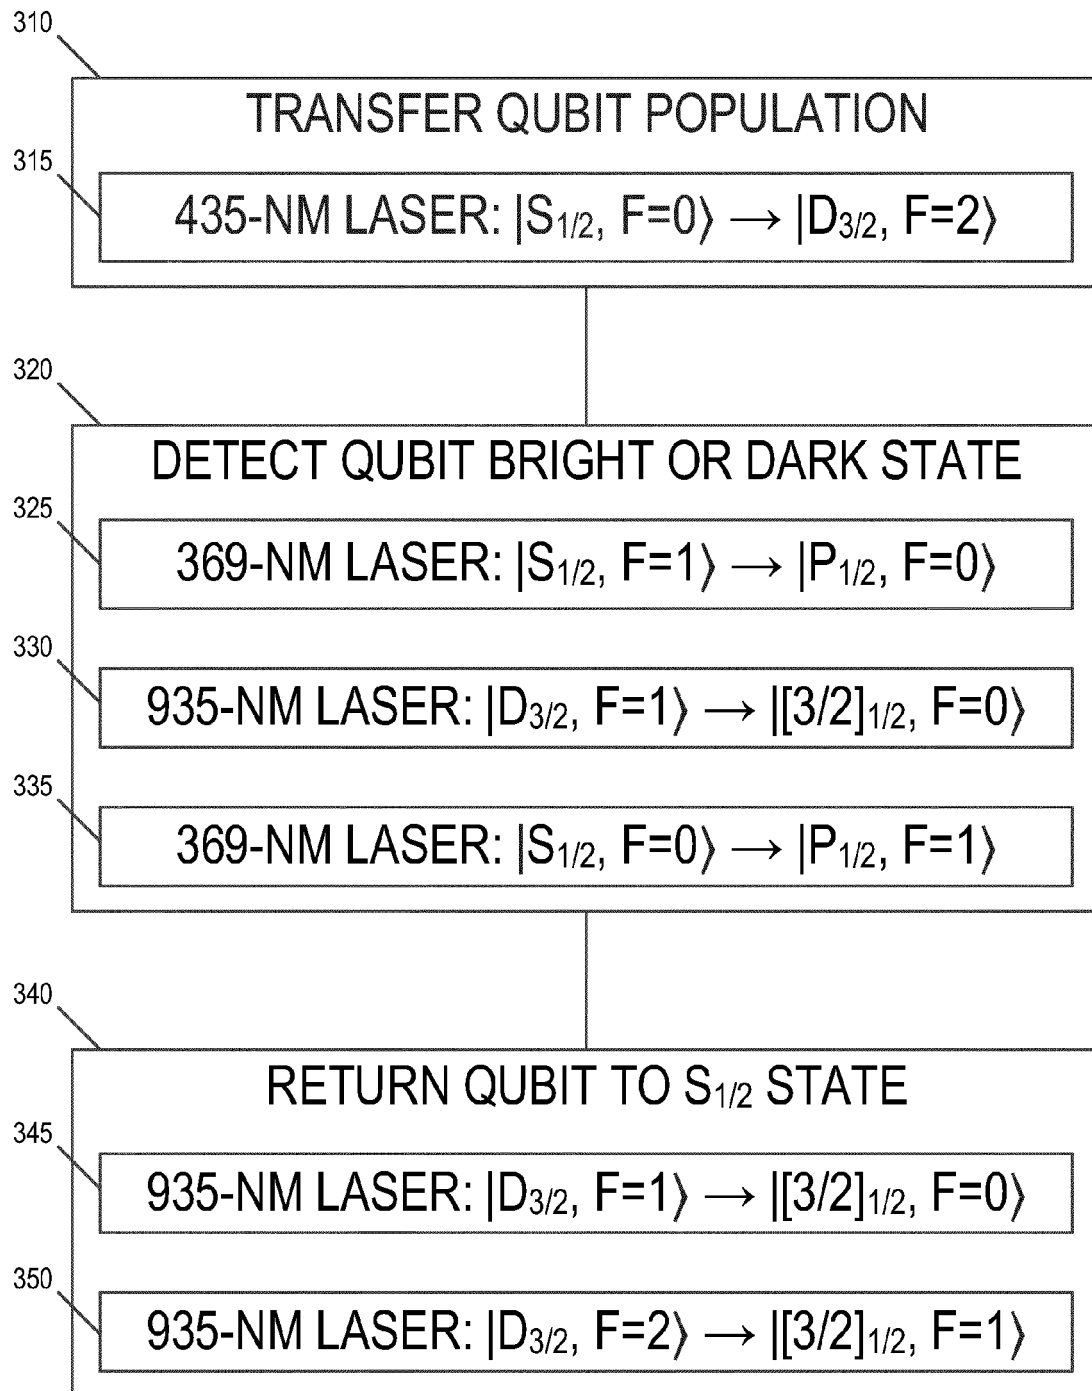 310
TRANSFER QUBIT POPULATION
315
435-NM LASER: |S1/2, F=0⟩ → |D3/2, F=2⟩
320
DETECT QUBIT BRIGHT OR DARK STATE
325
369-NM LASER: |S1/2, F=1⟩ → |P1/2, F=0⟩
330
935-NM LASER: |D3/2, F=1⟩ → |[3/2]1/2, F=0⟩
335
369-NM LASER: |S1/2, F=0⟩ → |P1/2, F=1⟩
340
RETURN QUBIT TO S1/2 STATE
345
935-NM LASER: |D3/2, F=1⟩ → |[3/2]1/2, F=0⟩
350
935-NM LASER: |D3/2, F=2⟩ → |[3/2]1/2, F=1⟩